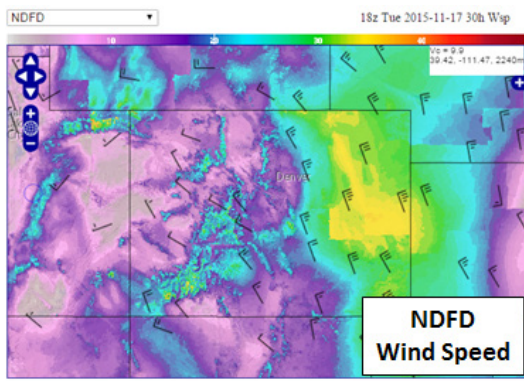 NDFD
18z Tue 2015-11-17 30h Wsp
10
20
30
40
Vs = 9.9
39.42, -111.47, 2240m
Denver
NDFD
Wind Speed